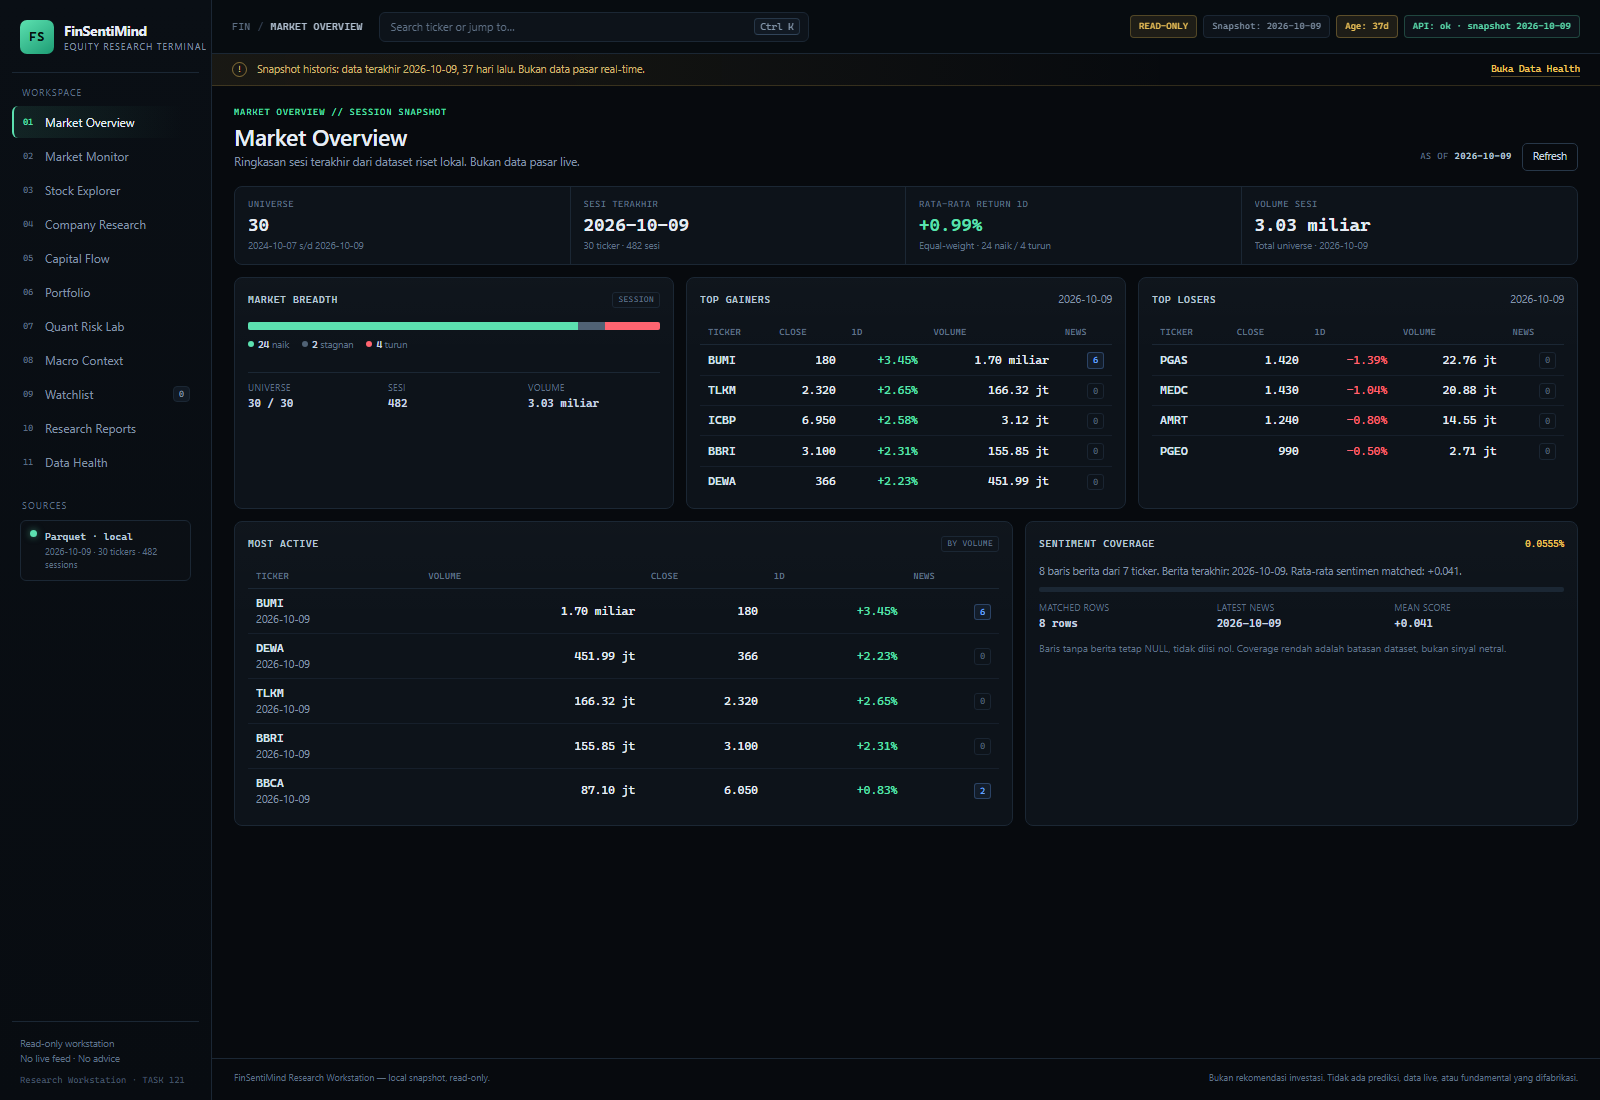 FS
FinSentiMind
EQUITY RESEARCH TERMINAL
WORKSPACE
01 Market Overview
02 Market Monitor
03 Stock Explorer
04 Company Research
05 Capital Flow
06 Portfolio
07 Quant Risk Lab
08 Macro Context
09 Watchlist 0
10 Research Reports
11 Data Health
SOURCES
Parquet · local
2026-10-09 · 30 tickers · 482
sessions
Read-only workstation
No live feed · No advice
Research Workstation · TASK 121
FIN / MARKET OVERVIEW
Search ticker or jump to... Ctrl K
READ-ONLY
Snapshot: 2026-10-09
Age: 37d
API: ok · snapshot 2026-10-09
! Snapshot historis: data terakhir 2026-10-09, 37 hari lalu. Bukan data pasar real-time.
Buka Data Health
MARKET OVERVIEW // SESSION SNAPSHOT
Market Overview
Ringkasan sesi terakhir dari dataset riset lokal. Bukan data pasar live.
AS OF 2026-10-09
Refresh
UNIVERSE
30
2024-10-07 s/d 2026-10-09
SESI TERAKHIR
2026-10-09
30 ticker · 482 sesi
RATA-RATA RETURN 1D
+0.99%
Equal-weight · 24 naik / 4 turun
VOLUME SESI
3.03 miliar
Total universe · 2026-10-09
MARKET BREADTH SESSION
24 naik 2 stagnan 4 turun
UNIVERSE SESI VOLUME
30 / 30 482 3.03 miliar
TOP GAINERS 2026-10-09
TICKER CLOSE 1D VOLUME NEWS
BUMI 180 +3.45% 1.70 miliar 6
TLKM 2.320 +2.65% 166.32 jt 0
ICBP 6.950 +2.58% 3.12 jt 0
BBRI 3.100 +2.31% 155.85 jt 0
DEWA 366 +2.23% 451.99 jt 0
TOP LOSERS 2026-10-09
TICKER CLOSE 1D VOLUME NEWS
PGAS 1.420 −1.39% 22.76 jt 0
MEDC 1.430 −1.04% 20.88 jt 0
AMRT 1.240 −0.80% 14.55 jt 0
PGEO 990 −0.50% 2.71 jt 0
MOST ACTIVE BY VOLUME
TICKER VOLUME CLOSE 1D NEWS
BUMI 1.70 miliar 180 +3.45% 6
2026-10-09
DEWA 451.99 jt 366 +2.23% 0
2026-10-09
TLKM 166.32 jt 2.320 +2.65% 0
2026-10-09
BBRI 155.85 jt 3.100 +2.31% 0
2026-10-09
BBCA 87.10 jt 6.050 +0.83% 2
2026-10-09
SENTIMENT COVERAGE 0.0555%
8 baris berita dari 7 ticker. Berita terakhir: 2026-10-09. Rata-rata sentimen matched: +0.041.
MATCHED ROWS LATEST NEWS MEAN SCORE
8 rows 2026-10-09 +0.041
Baris tanpa berita tetap NULL, tidak diisi nol. Coverage rendah adalah batasan dataset, bukan sinyal netral.
FinSentiMind Research Workstation — local snapshot, read-only.
Bukan rekomendasi investasi. Tidak ada prediksi, data live, atau fundamental yang difabrikasi.